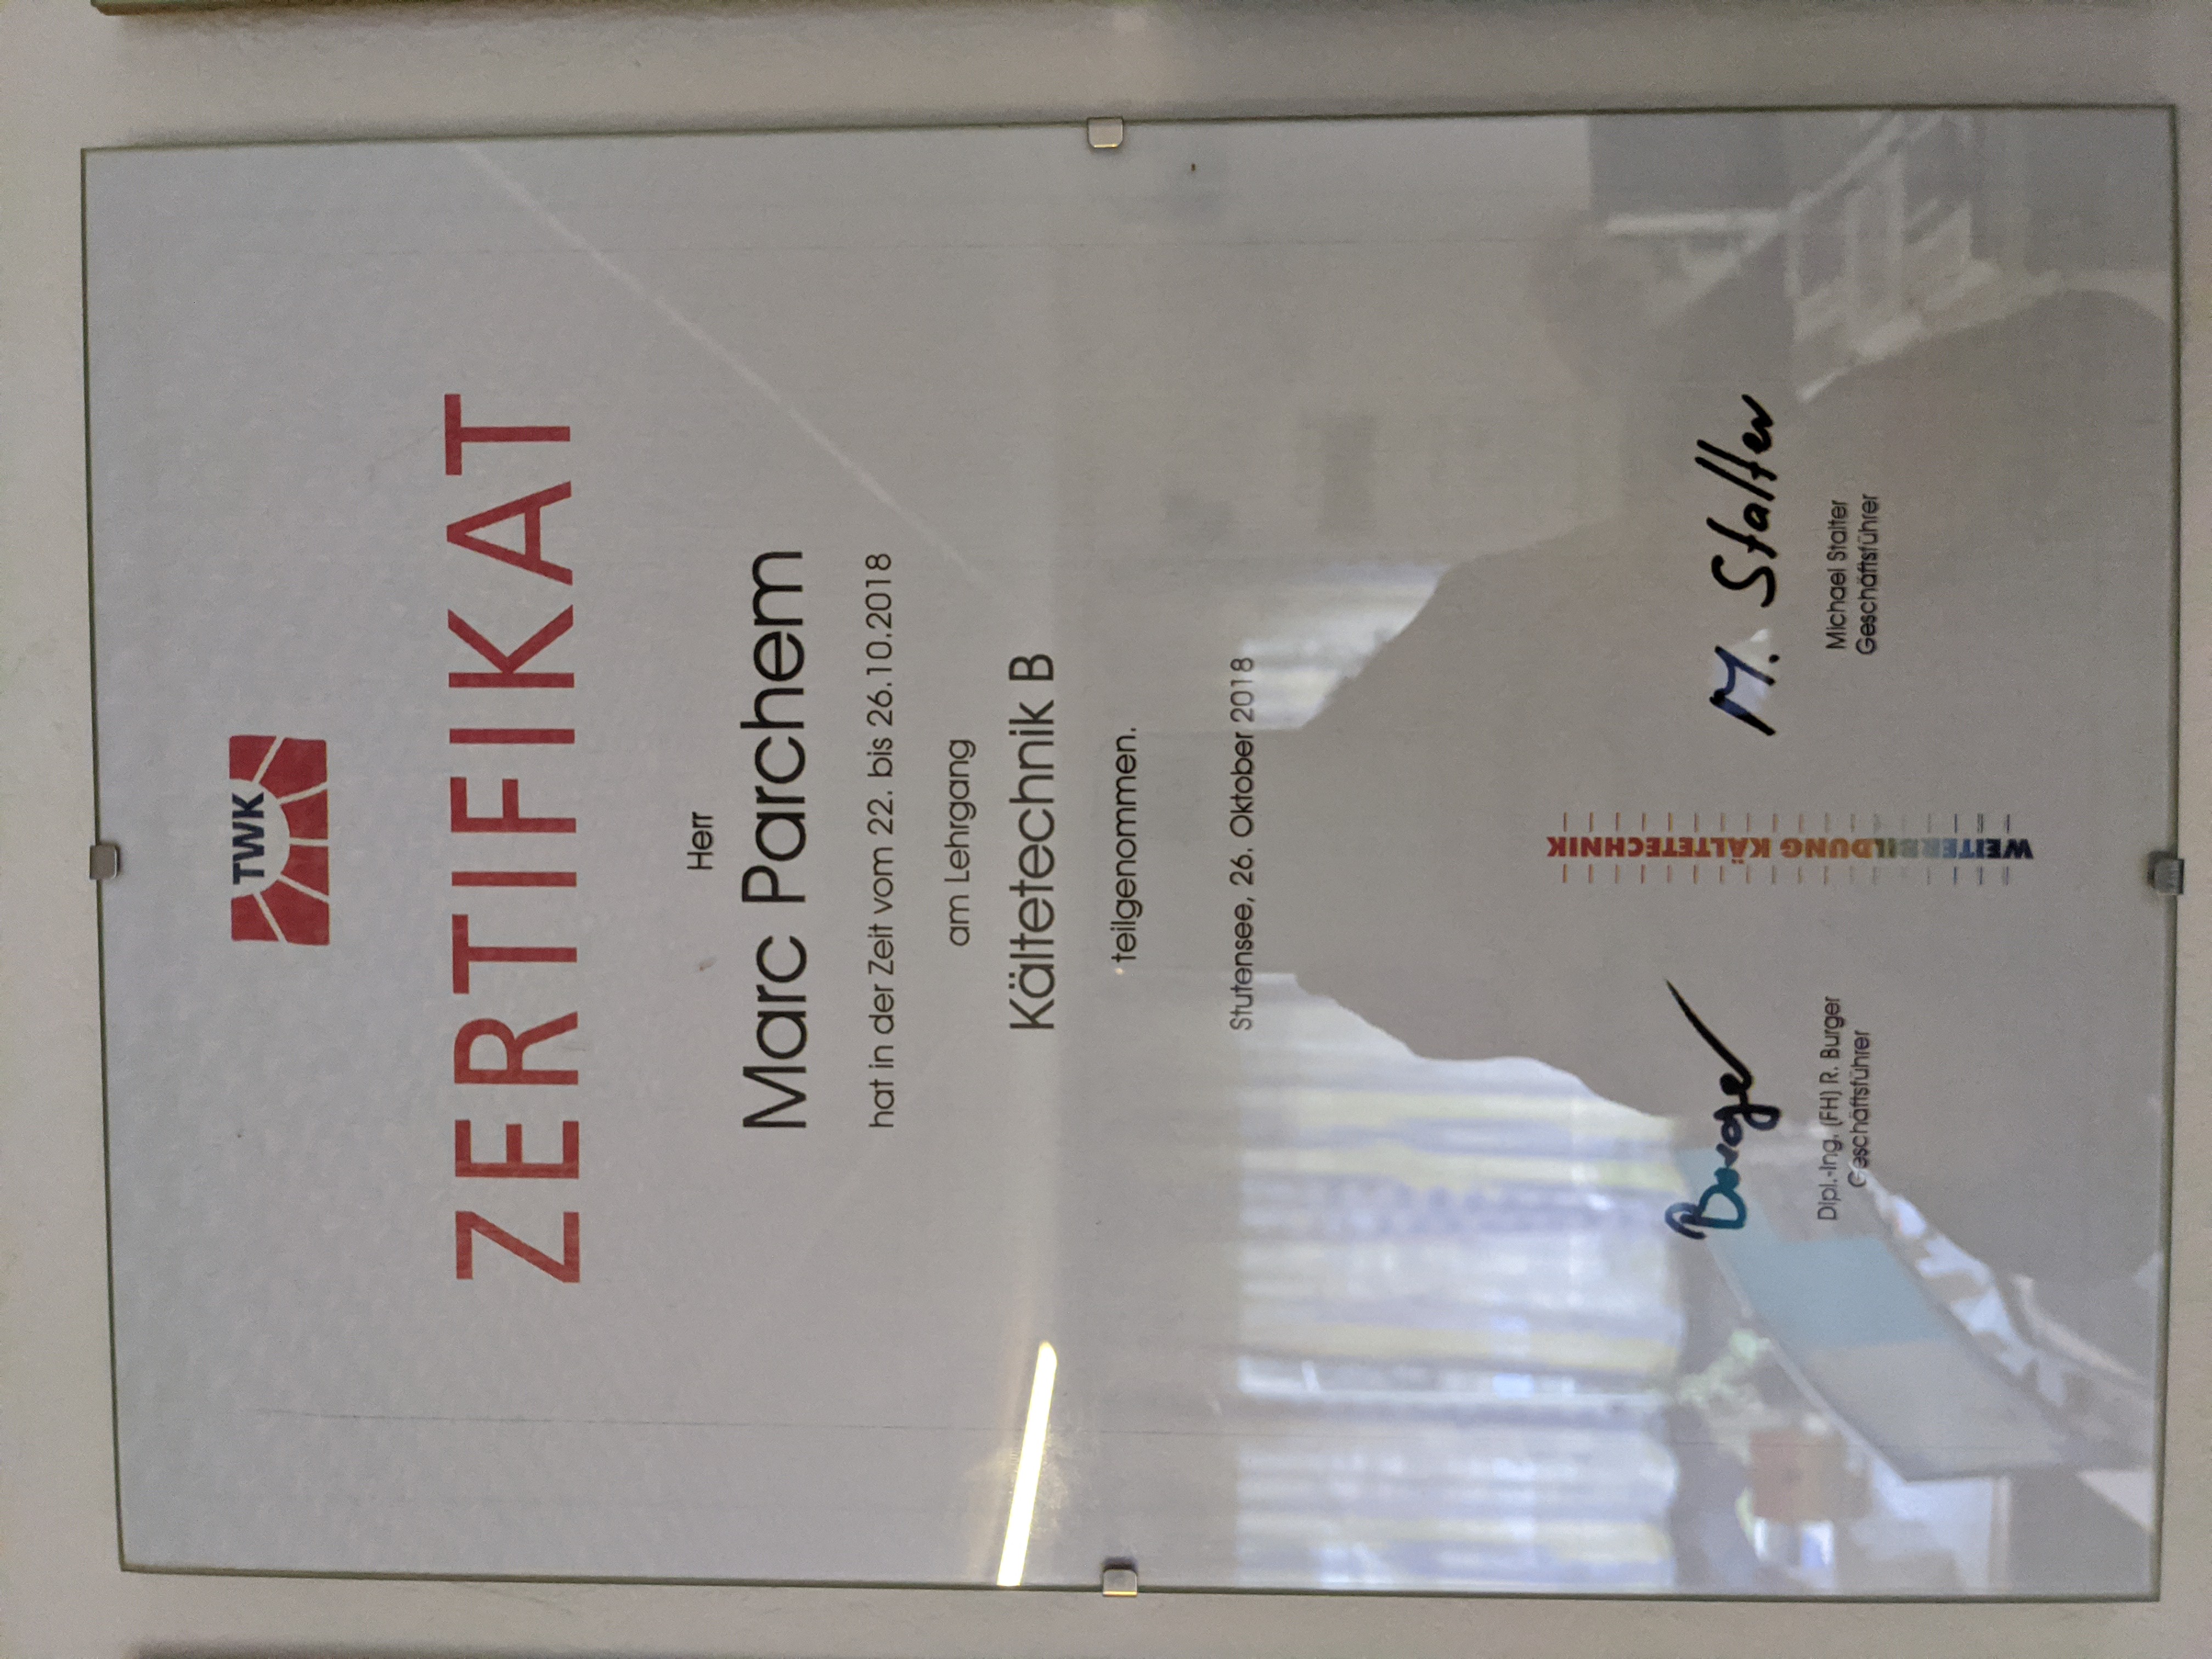 TWK
ZERTIFIKAT
Herr
Marc Parchem
hat in der Zeit vom 22. bis 26.10.2018
am Lehrgang
Kältetechnik B
teilgenommen.
Stutensee, 26. Oktober 2018
Burger
M. Stalter
Dipl.-Ing. (FH) R. Burger
Geschäftsführer
Michael Stalter
Geschäftsführer
WEITERBILDUNG KÄLTETECHNIK